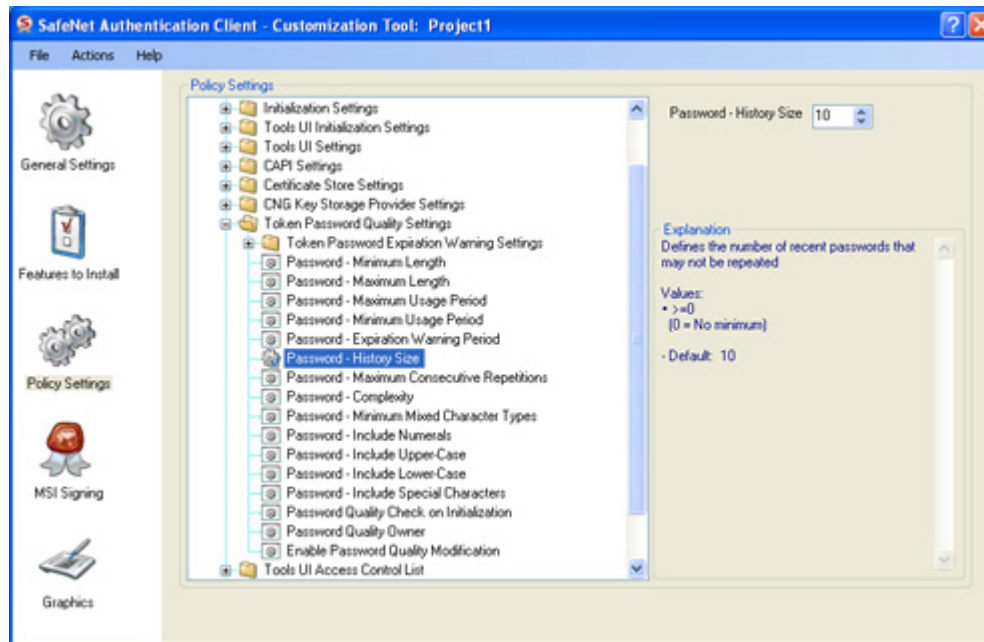 SafeNet Authentication Client - Customization Tool: Project1
File Actions Help
General Settings
Features to Install
Policy Settings
MSI Signing
Graphics
Policy Settings
Initialization Settings
Tools UI Initialization Settings
Tools UI Settings
CAPI Settings
Certificate Store Settings
CNG Key Storage Provider Settings
Token Password Quality Settings
Token Password Expiration Warning Settings
Password - Minimum Length
Password - Maximum Length
Password - Maximum Usage Period
Password - Minimum Usage Period
Password - Expiration Warning Period
Password - History Size
Password - Maximum Consecutive Repetitions
Password - Complexity
Password - Minimum Mixed Character Types
Password - Include Numerals
Password - Include Upper-Case
Password - Include Lower-Case
Password - Include Special Characters
Password Quality Check on Initialization
Password Quality Owner
Enable Password Quality Modification
Tools UI Access Control List
Password - History Size 10
Explanation
Defines the number of recent passwords that
may not be repeated
Values:
• >=0
(0 = No minimum)
- Default: 10